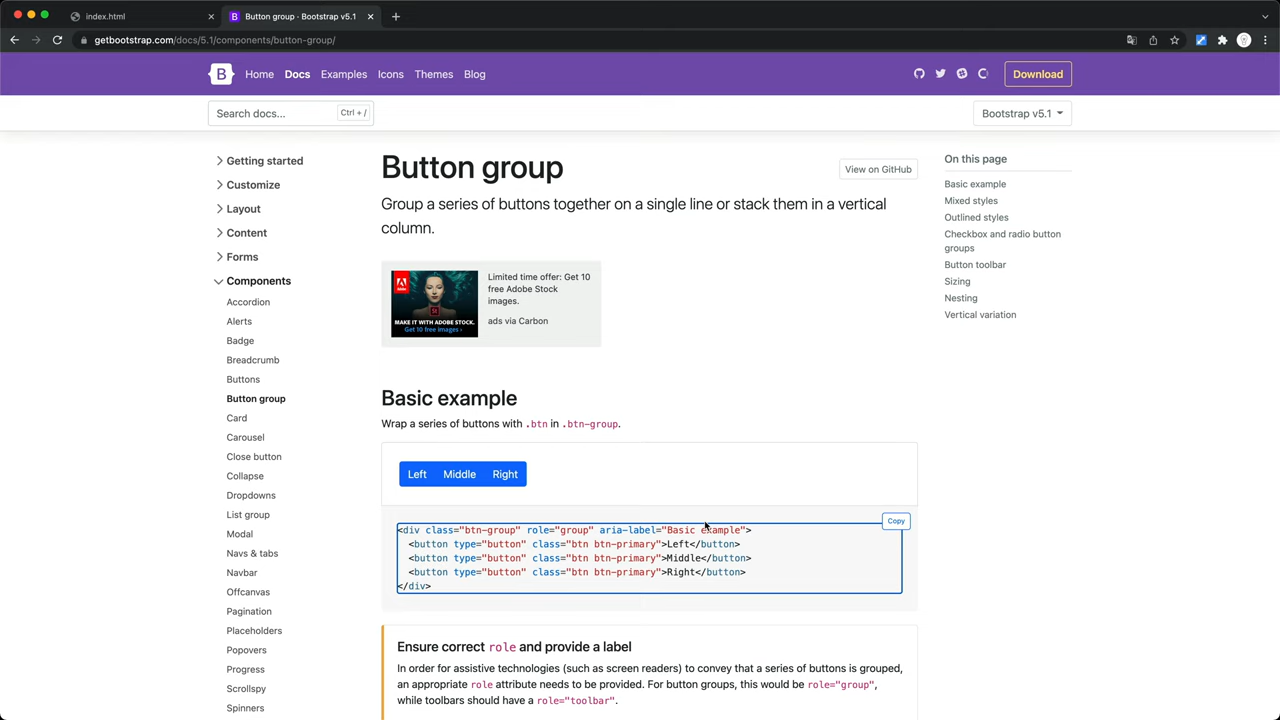 index.html
Button group · Bootstrap v5.1
getbootstrap.com/docs/5.1/components/button-group/
B
Home
Docs
Examples
Icons
Themes
Blog
Download
Search docs...
Ctrl + /
Bootstrap v5.1
Getting started
Customize
Layout
Content
Forms
Components
Accordion
Alerts
Badge
Breadcrumb
Buttons
Button group
Card
Carousel
Close button
Collapse
Dropdowns
List group
Modal
Navs & tabs
Navbar
Offcanvas
Pagination
Placeholders
Popovers
Progress
Scrollspy
Spinners
Button group
View on GitHub
Group a series of buttons together on a single line or stack them in a vertical
column.
MAKE IT WITH ADOBE STOCK.
Get 10 free images ›
St
Limited time offer: Get 10
free Adobe Stock
images.
ads via Carbon
Basic example
Wrap a series of buttons with .btn in .btn-group.
Left
Middle
Right
Copy
<div class="btn-group" role="group" aria-label="Basic example">
  <button type="button" class="btn btn-primary">Left</button>
  <button type="button" class="btn btn-primary">Middle</button>
  <button type="button" class="btn btn-primary">Right</button>
</div>
Ensure correct role and provide a label
In order for assistive technologies (such as screen readers) to convey that a series of buttons is grouped,
an appropriate role attribute needs to be provided. For button groups, this would be role="group",
while toolbars should have a role="toolbar".
On this page
Basic example
Mixed styles
Outlined styles
Checkbox and radio button
groups
Button toolbar
Sizing
Nesting
Vertical variation